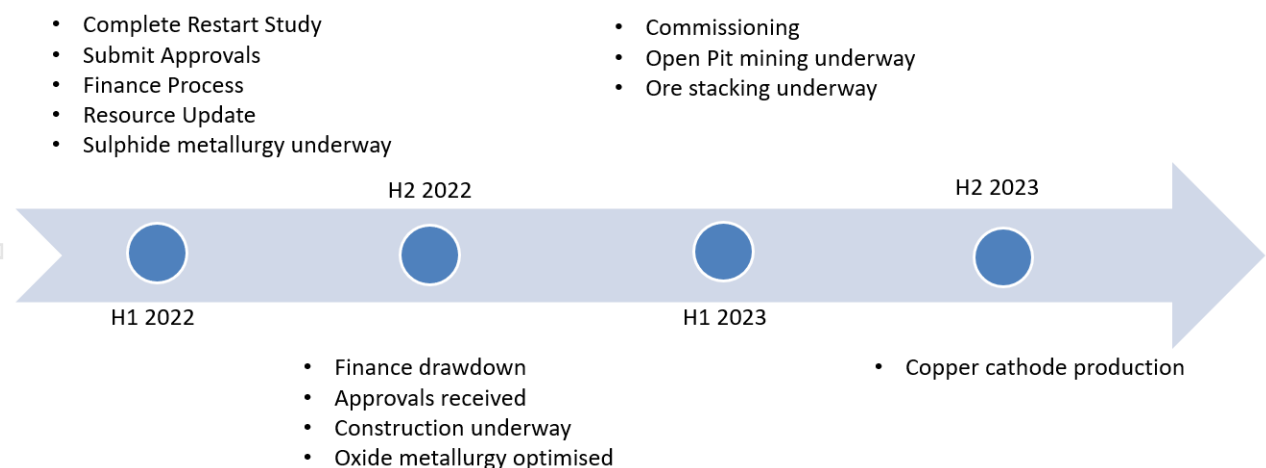 • Complete Restart Study
• Submit Approvals
• Finance Process
• Resource Update
• Sulphide metallurgy underway
H1 2022
H2 2022
• Finance drawdown
• Approvals received
• Construction underway
• Oxide metallurgy optimised
• Commissioning
• Open Pit mining underway
• Ore stacking underway
H1 2023
H2 2023
• Copper cathode production